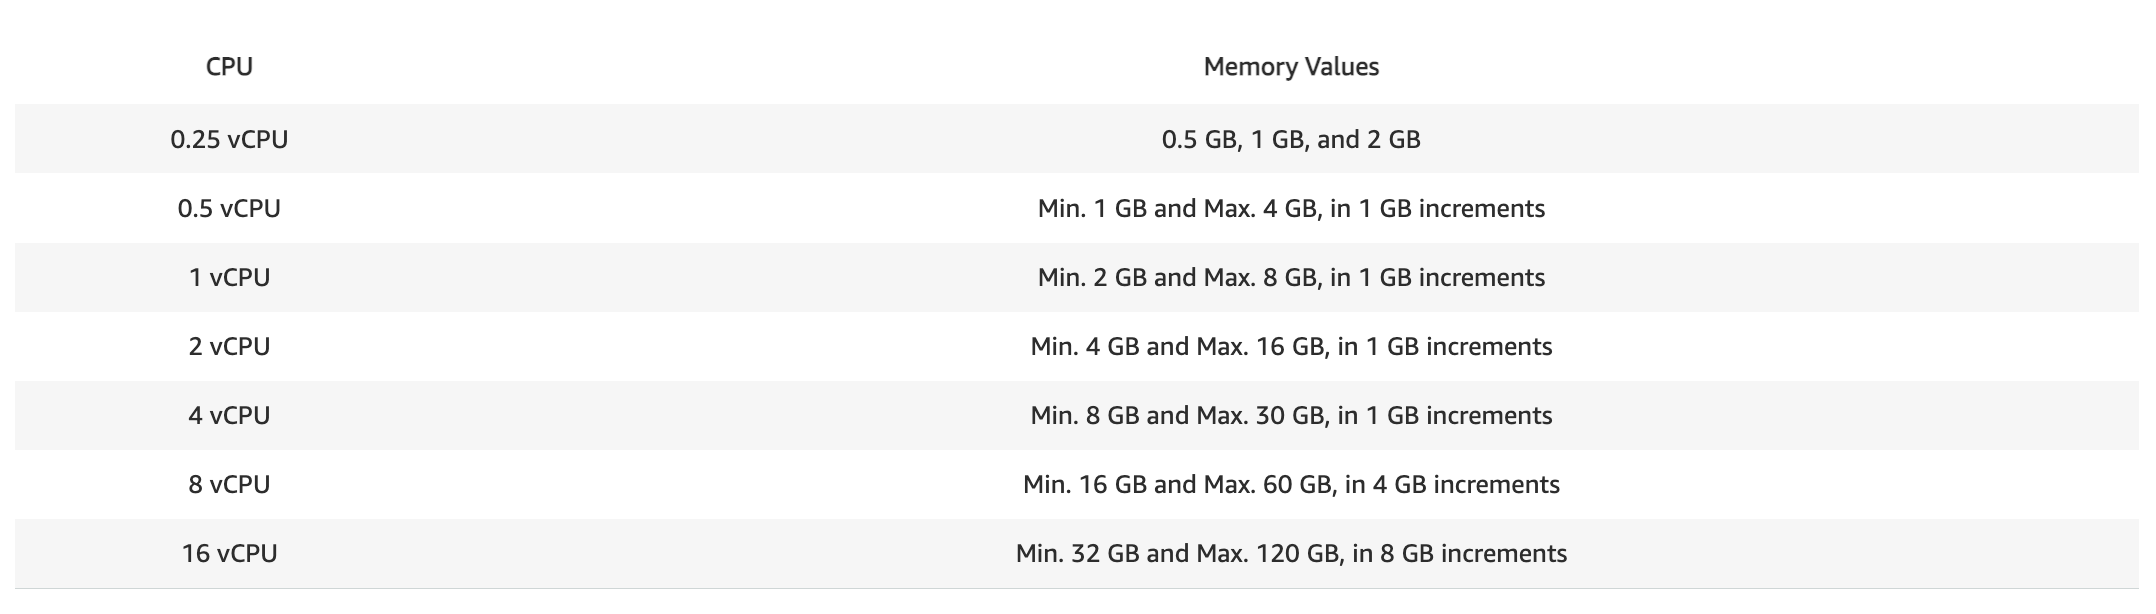 CPU Memory Values
0.25 vCPU 0.5 GB, 1 GB, and 2 GB
0.5 vCPU Min. 1 GB and Max. 4 GB, in 1 GB increments
1 vCPU Min. 2 GB and Max. 8 GB, in 1 GB increments
2 vCPU Min. 4 GB and Max. 16 GB, in 1 GB increments
4 vCPU Min. 8 GB and Max. 30 GB, in 1 GB increments
8 vCPU Min. 16 GB and Max. 60 GB, in 4 GB increments
16 vCPU Min. 32 GB and Max. 120 GB, in 8 GB increments